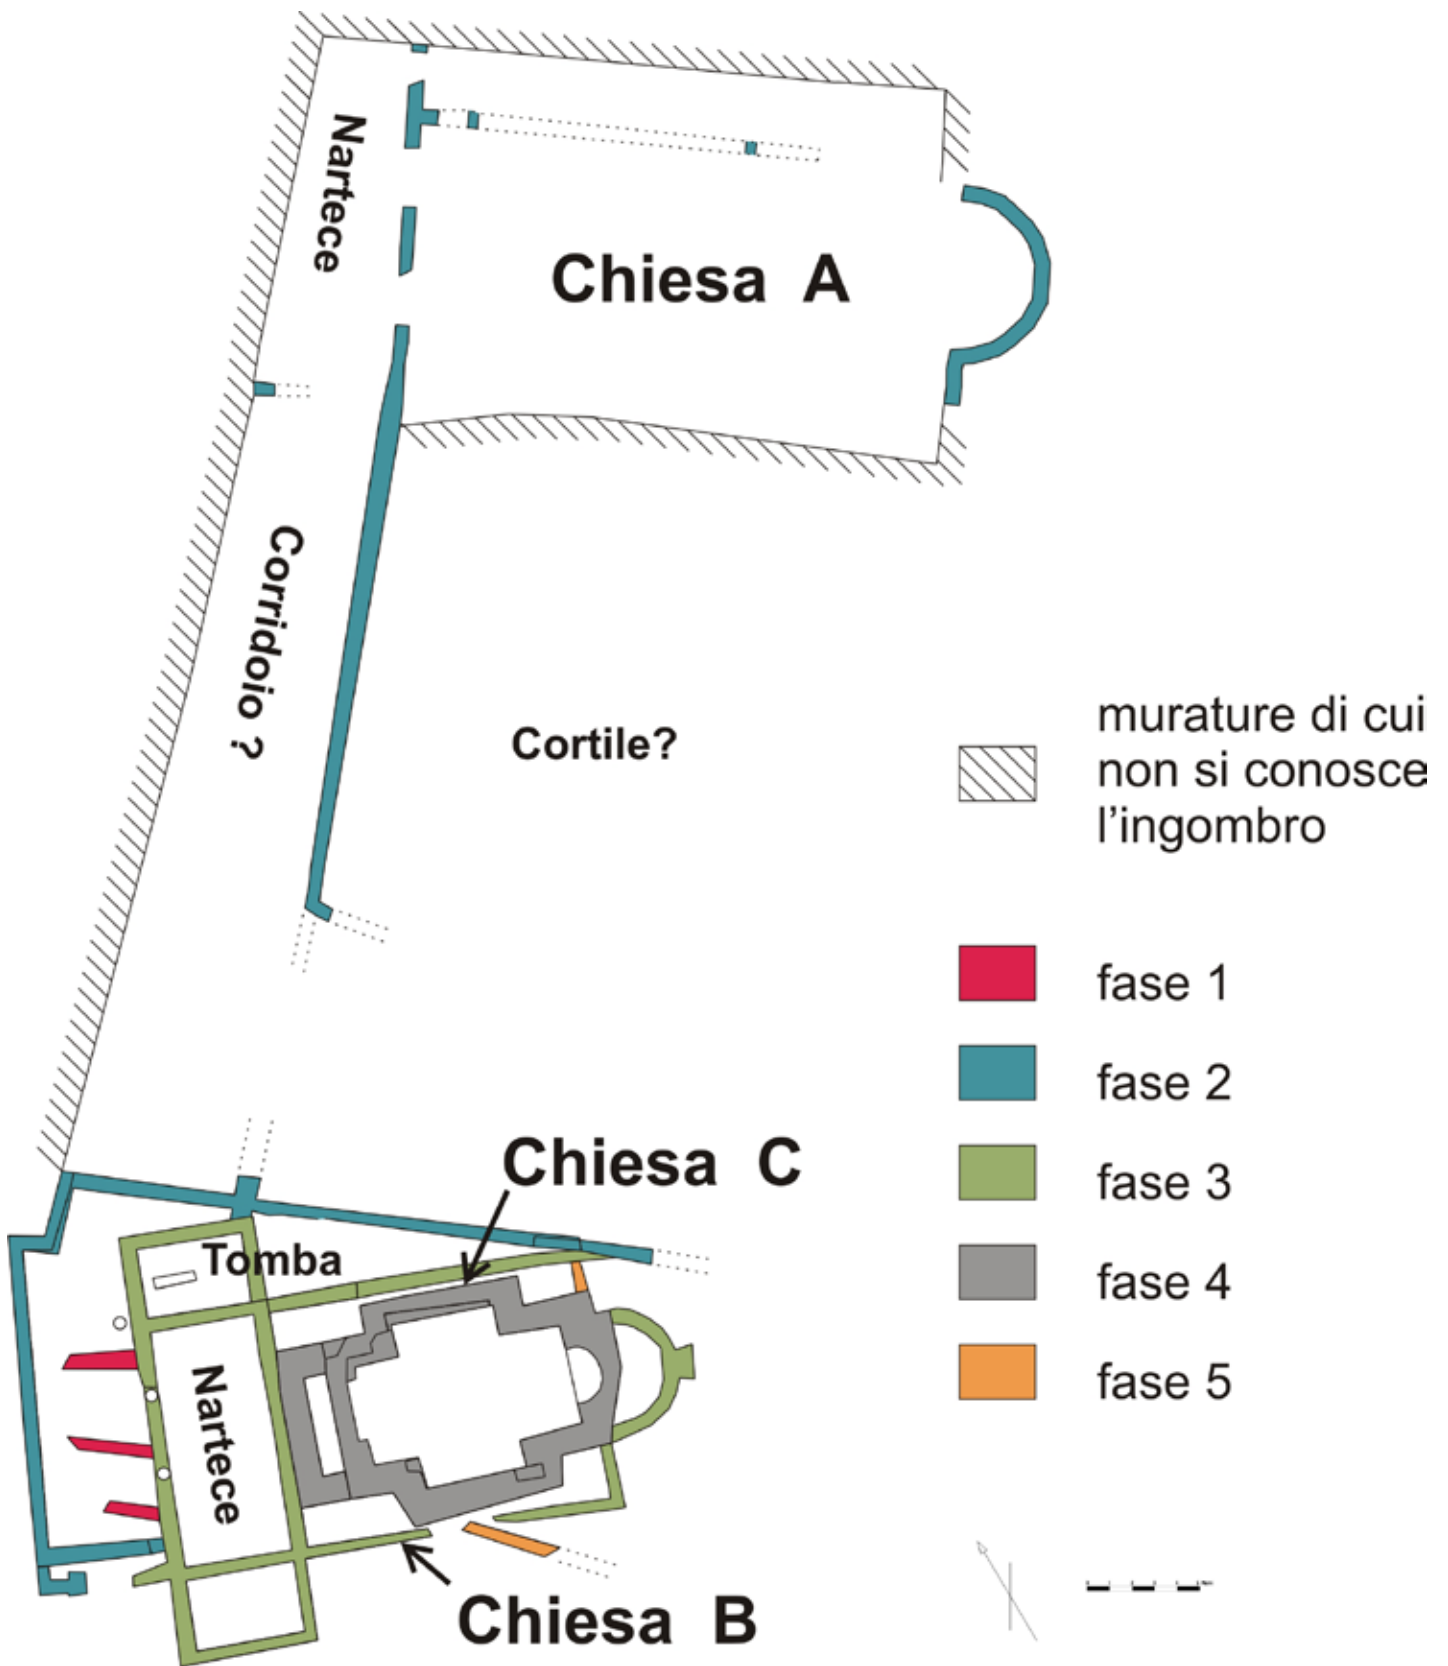 Nartece
Chiesa A
Corridoio ?
Cortile?
murature di cui
non si conosce
l'ingombro
fase 1
fase 2
fase 3
fase 4
fase 5
Chiesa C
Tomba
Nartece
Chiesa B